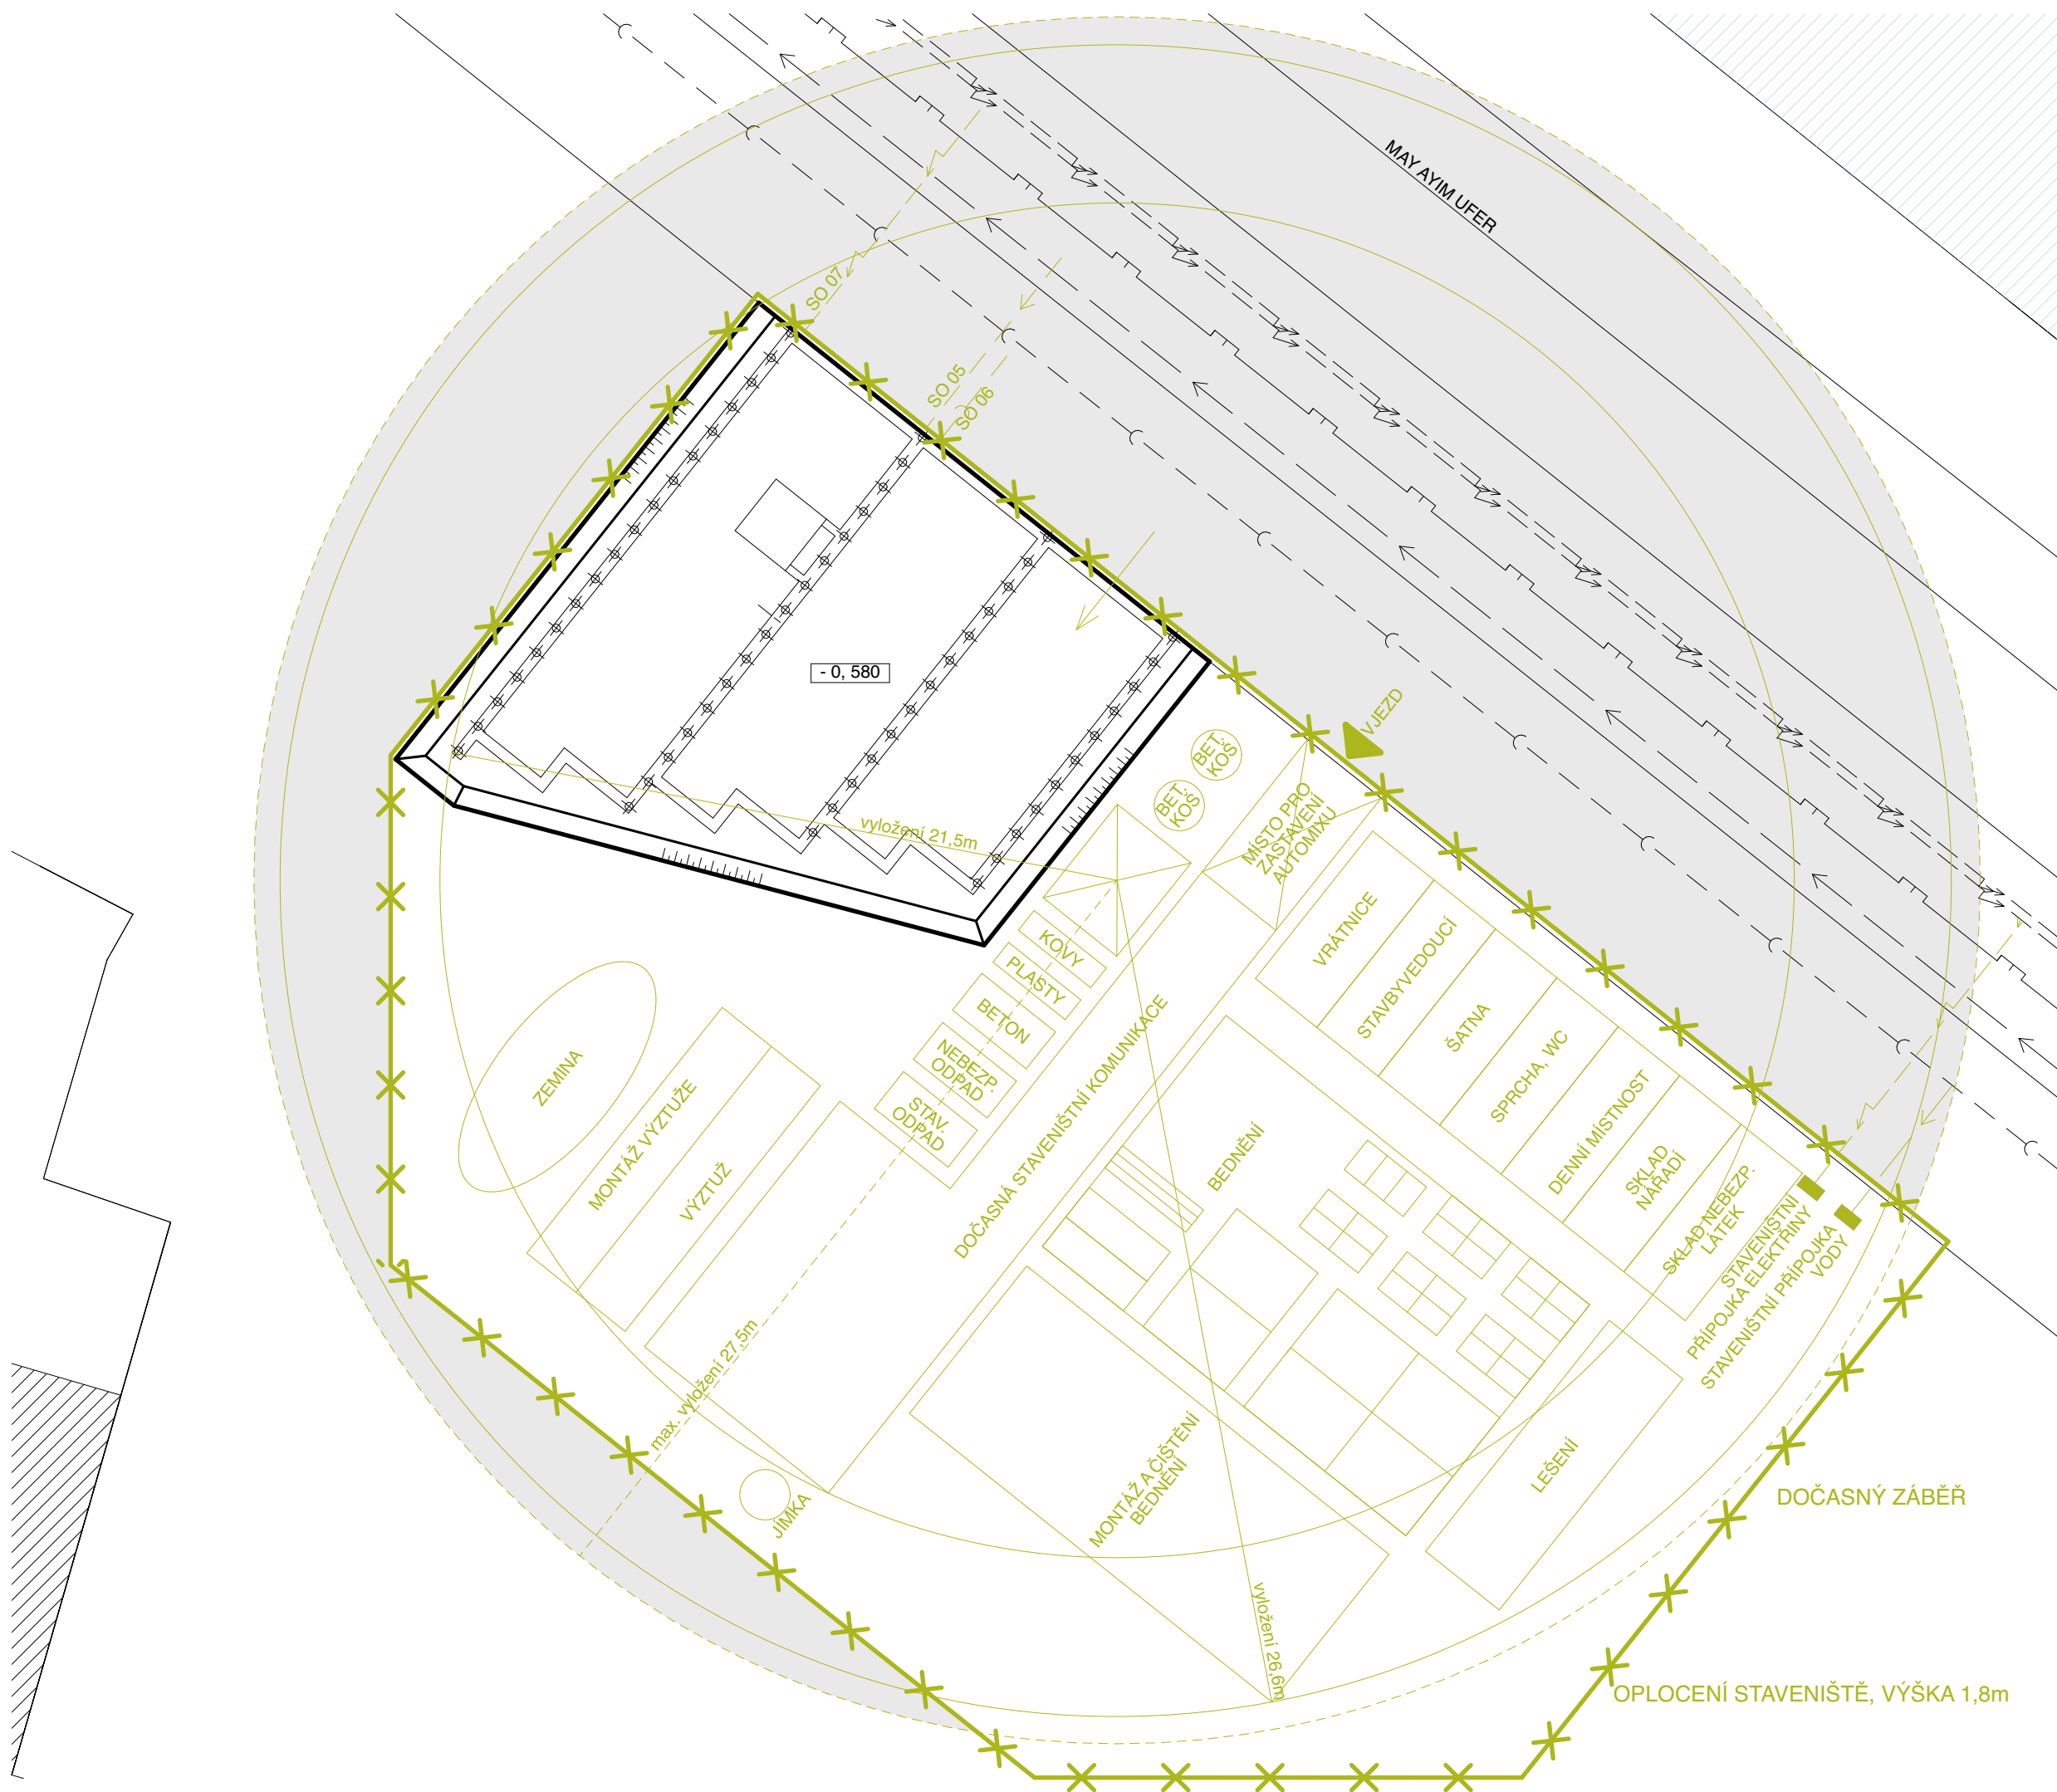 MAY AYIM UFER
SO 07
SO 05
SO 06
- 0, 580
VJEZD
BET.
KOŠ
BET.
KOŠ
MÍSTO PRO
ZASTAVENÍ
AUTOMIXU
vyložení 21,5m
KOVY
PLASTY
BETON
NEBEZP.
ODPAD
STAV.
ODPAD
VRÁTNICE
STAVBYVEDOUCÍ
ŠATNA
SPRCHA, WC
DENNÍ MÍSTNOST
SKLAD
NÁŘADÍ
SKLAD NEBEZP.
LÁTEK
STAVENIŠTNÍ
PŘÍPOJKA ELEKTŘINY
STAVENIŠTNÍ PŘÍPOJKA
VODY
ZEMINA
MONTÁŽ VÝZTUŽE
VÝZTUŽ
DOČASNÁ STAVENIŠTNÍ KOMUNIKACE
BEDNĚNÍ
max. vyložení 27,5m
JÍMKA
MONTÁŽ A ČIŠTĚNÍ
BEDNĚNÍ
LEŠENÍ
vyložení 26,6m
DOČASNÝ ZÁBĚŘ
OPLOCENÍ STAVENIŠTĚ, VÝŠKA 1,8m